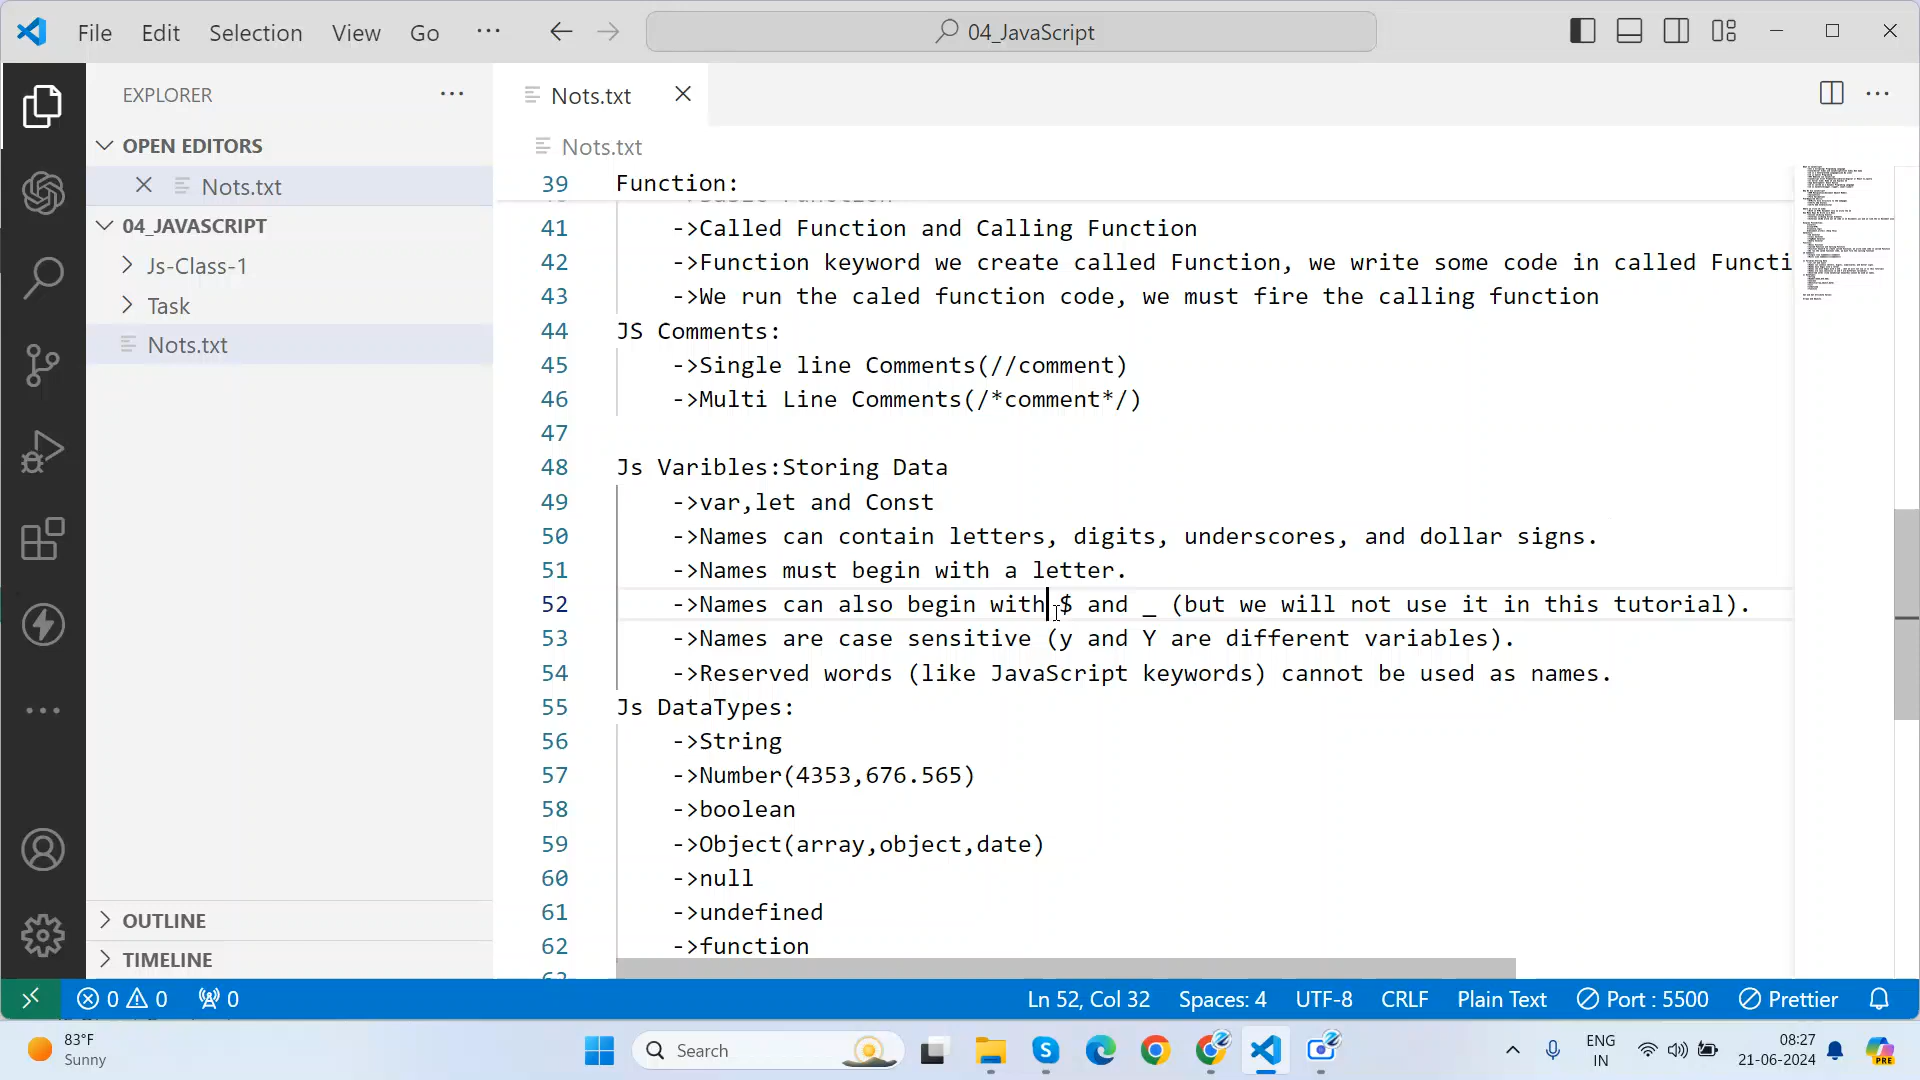 File Edit Selection View Go ··· 04_JavaScript
EXPLORER ···
OPEN EDITORS
Nots.txt
04_JAVASCRIPT
Js-Class-1
Task
Nots.txt
OUTLINE
TIMELINE
Nots.txt
Nots.txt
39 Function:
41 ->Called Function and Calling Function
42 ->Function keyword we create called Function, we write some code in called Functi
43 ->We run the caled function code, we must fire the calling function
44 JS Comments:
45 ->Single line Comments(//comment)
46 ->Multi Line Comments(/*comment*/)
47
48 Js Varibles:Storing Data
49 ->var,let and Const
50 ->Names can contain letters, digits, underscores, and dollar signs.
51 ->Names must begin with a letter.
52 ->Names can also begin with $ and _ (but we will not use it in this tutorial).
53 ->Names are case sensitive (y and Y are different variables).
54 ->Reserved words (like JavaScript keywords) cannot be used as names.
55 Js DataTypes:
56 ->String
57 ->Number(4353,676.565)
58 ->boolean
59 ->Object(array,object,date)
60 ->null
61 ->undefined
62 ->function
0 0 0 Ln 52, Col 32 Spaces: 4 UTF-8 CRLF Plain Text Port : 5500 Prettier
83°F
Sunny
Search
ENG
IN
08:27
21-06-2024
PRE